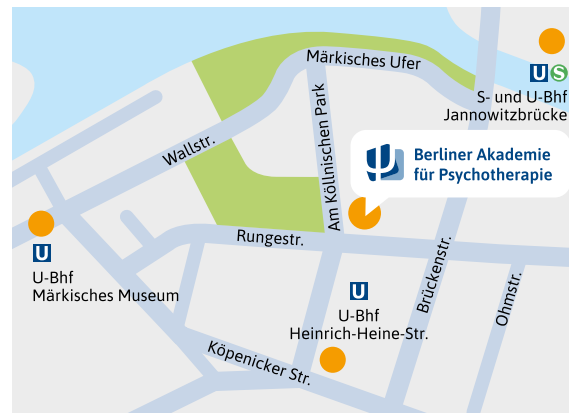 Märkisches Ufer
U
S
S- und U-Bhf
Jannowitzbrücke
Wallstr.
Am Köllnischen Park
Berliner Akademie
für Psychotherapie
U
U-Bhf
Märkisches Museum
Rungestr.
Brückenstr.
Ohmstr.
U
U-Bhf
Heinrich-Heine-Str.
Köpenicker Str.